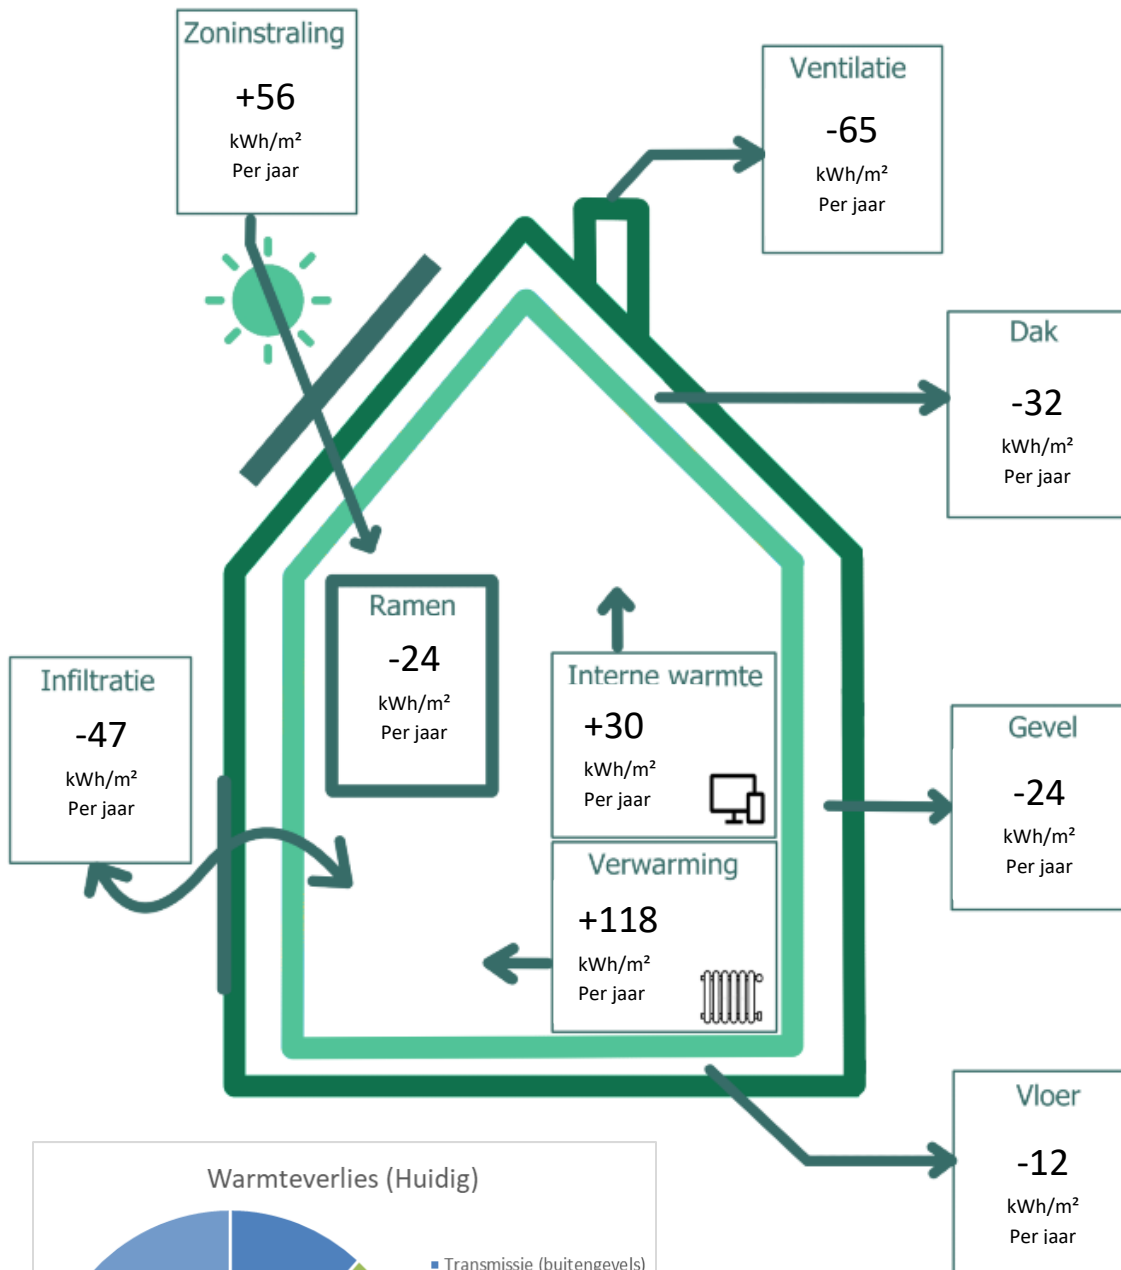 Zoninstraling
+56
kWh/m²
Per jaar
Ventilatie
-65
kWh/m²
Per jaar
Dak
-32
kWh/m²
Per jaar
Ramen
-24
kWh/m²
Per jaar
Infiltratie
-47
kWh/m²
Per jaar
Interne warmte
+30
kWh/m²
Per jaar
Gevel
-24
kWh/m²
Per jaar
Verwarming
+118
kWh/m²
Per jaar
Vloer
-12
kWh/m²
Per jaar
Warmteverlies (Huidig)
Transmissie (buitengevels)